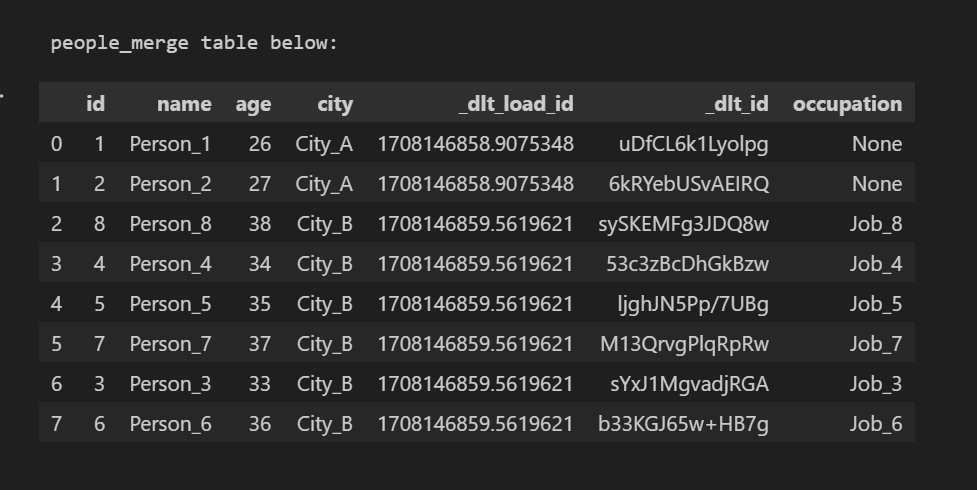 people_merge table below:
id name age city _dlt_load_id _dlt_id occupation
0 1 Person_1 26 City_A 1708146858.9075348 uDfCL6k1Lyolpg None
1 2 Person_2 27 City_A 1708146858.9075348 6kRYebUSvAEIRQ None
2 8 Person_8 38 City_B 1708146859.5619621 sySKEMFg3JDQ8w Job_8
3 4 Person_4 34 City_B 1708146859.5619621 53c3zBcDhGkBzw Job_4
4 5 Person_5 35 City_B 1708146859.5619621 ljghJN5Pp/7UBg Job_5
5 7 Person_7 37 City_B 1708146859.5619621 M13QrvgPlqRpRw Job_7
6 3 Person_3 33 City_B 1708146859.5619621 sYxJ1MgvadjRGA Job_3
7 6 Person_6 36 City_B 1708146859.5619621 b33KGJ65w+HB7g Job_6